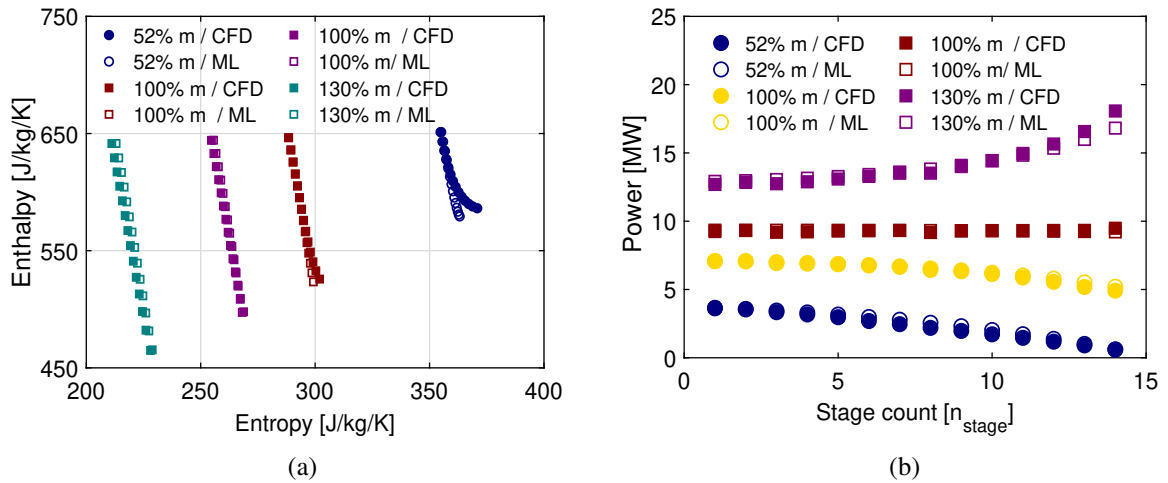 750
650
550
450
Enthalpy [J/kg/K]
52% m / CFD
52% m / ML
100% m / CFD
100% m / ML
100% m / CFD
100% m/ ML
130% m / CFD
130% m / ML
200 250 300 350 400
Entropy [J/kg/K]
(a)
25
20
15
10
5
0
Power [MW]
52% m / CFD
52% m / ML
100% m / CFD
100% m / ML
100% m / CFD
100% m/ ML
130% m / CFD
130% m / ML
0 5 10 15
Stage count [n_stage]
(b)